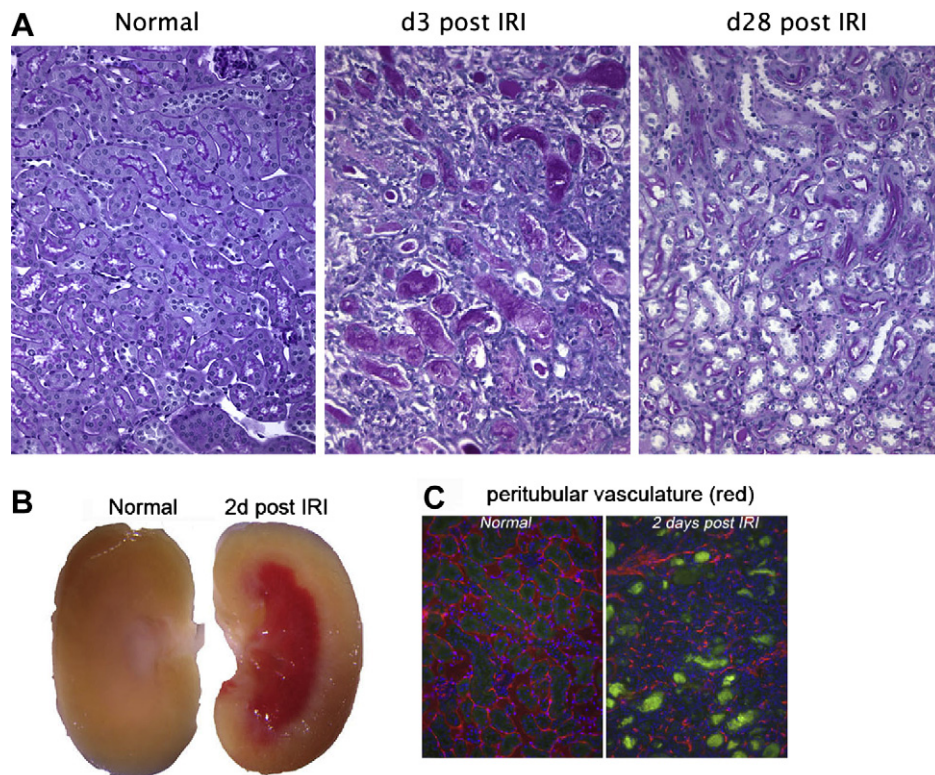 A
Normal
d3 post IRI
d28 post IRI
B
Normal
2d post IRI
C
peritubular vasculature (red)
Normal
2 days post IRI